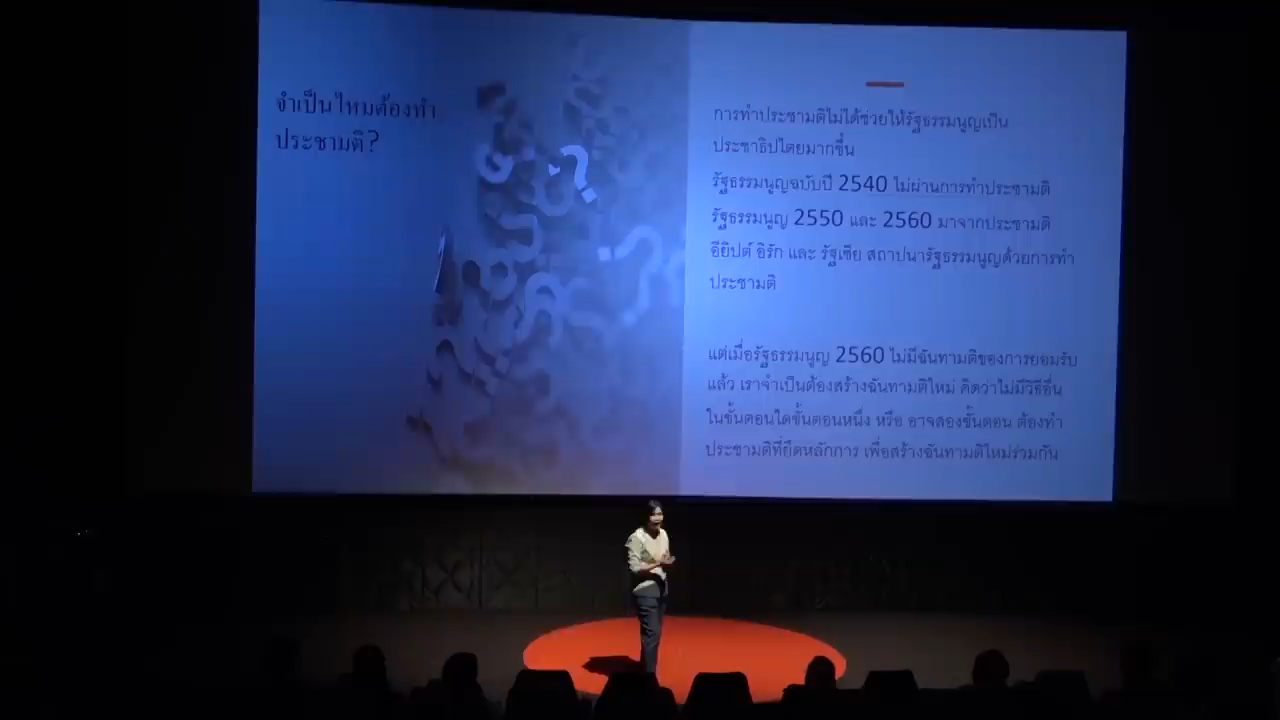 จำเป็นไหมต้องทำ
ประชามติ?
การทำประชามติไม่ได้ช่วยให้รัฐธรรมนูญเป็น
ประชาธิปไตยมากขึ้น
รัฐธรรมนูญฉบับปี 2540 ไม่ผ่านการทำประชามติ
รัฐธรรมนูญ 2550 และ 2560 มาจากประชามติ
อียิปต์ อิรัก และ รัฐเซีย สถาปนารัฐธรรมนูญด้วยการทำ
ประชามติ
แต่เมื่อรัฐธรรมนูญ 2560 ไม่มีฉันทามติของการยอมรับ
แล้ว เราจำเป็นต้องสร้างฉันทามติใหม่ คิดว่าไม่มีวิธีอื่น
ในขั้นตอนใดขั้นตอนหนึ่ง หรือ อาจสองขั้นตอน ต้องทำ
ประชามติที่ยึดหลักการ เพื่อสร้างฉันทามติใหม่ร่วมกัน